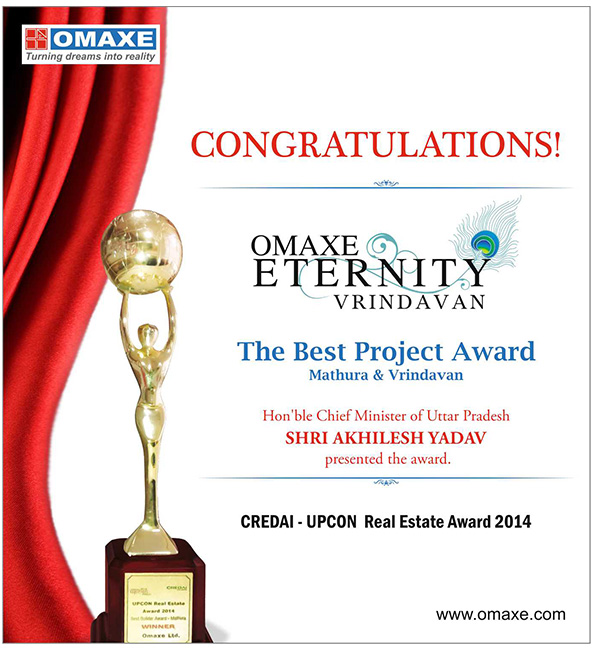 OMAXE
Turning dreams into reality
CONGRATULATIONS!
OMAXE
ETERNITY
VRINDAVAN
The Best Project Award
Mathura & Vrindavan
Hon'ble Chief Minister of Uttar Pradesh
SHRI AKHILESH YADAV
presented the award.
CREDAI - UPCON Real Estate Award 2014
CREDAI
UPCON Real Estate
Award 2014
WINNER
Omaxe Ltd.
www.omaxe.com